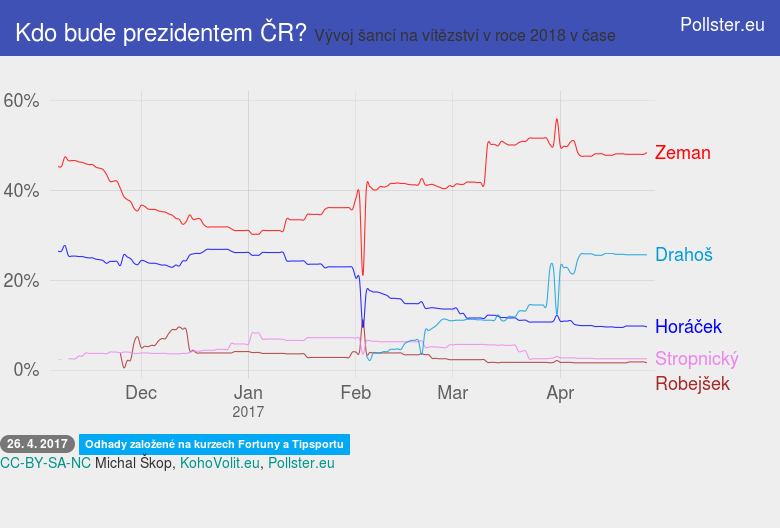 Kdo bude prezidentem ČR? Vývoj šancí na vítězství v roce 2018 v čase
Pollster.eu
60%
40%
20%
0%
Zeman
Drahoš
Horáček
Stropnický
Robejšek
Dec Jan Feb Mar Apr
2017
26. 4. 2017 Odhady založené na kurzech Fortuny a Tipsportu
CC-BY-SA-NC Michal Škop, KohoVolit.eu, Pollster.eu